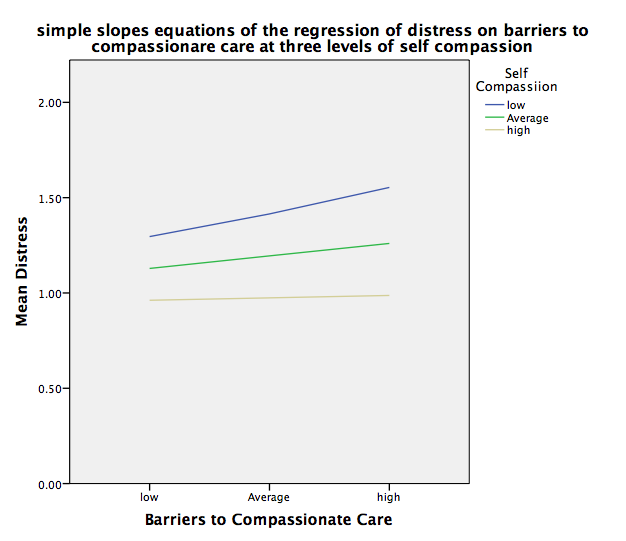 simple slopes equations of the regression of distress on barriers to
compassionare care at three levels of self compassion
Self
Compassiion
low
Average
high
Mean Distress
2.00
1.50
1.00
0.50
0.00
low
Average
high
Barriers to Compassionate Care